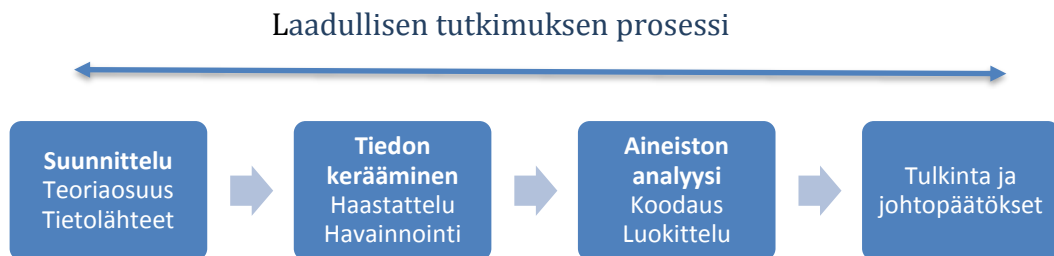 Laadullisen tutkimuksen prosessi
Suunnittelu
Teoriaosuus
Tietolähteet
Tiedon
kerääminen
Haastattelu
Havainnointi
Aineiston
analyysi
Koodaus
Luokittelu
Tulkinta ja
johtopäätökset